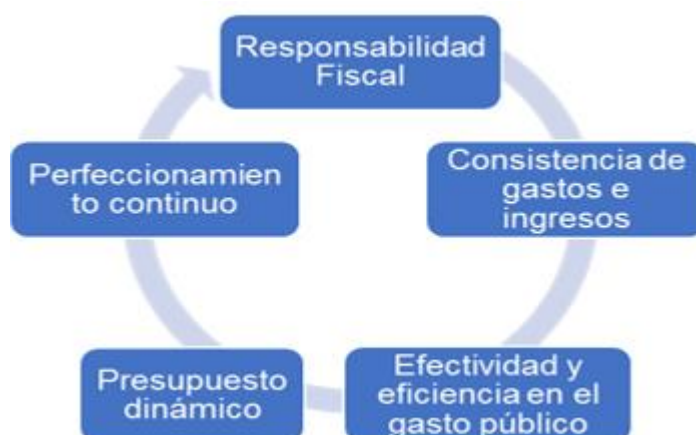 Responsabilidad
Fiscal
Consistencia de
gastos e
ingresos
Efectividad y
eficiencia en el
gasto público
Presupuesto
dinámico
Perfeccionamien
to continuo